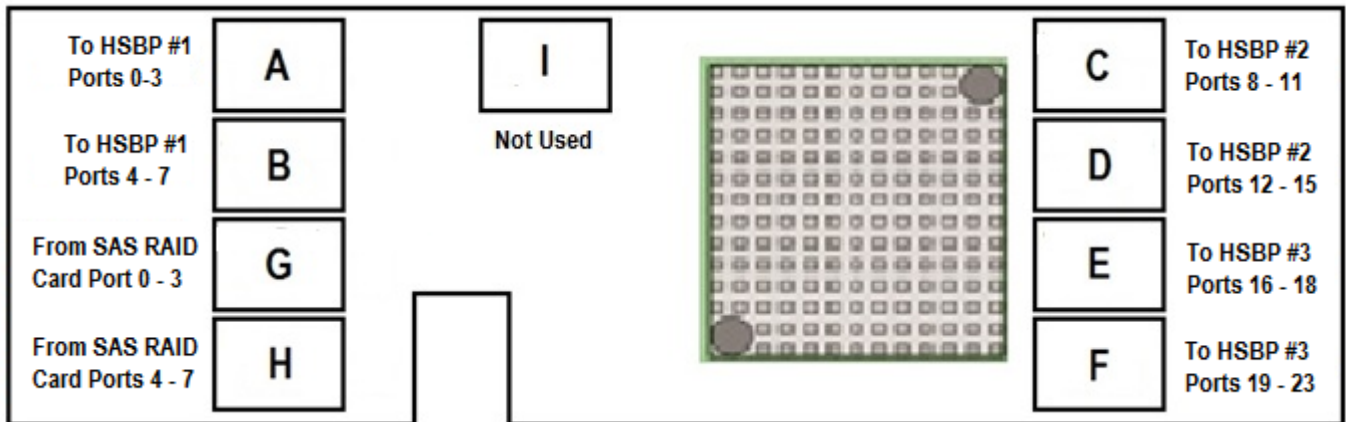 To HSBP #1
Ports 0-3
A
I
Not Used
C
To HSBP #2
Ports 8 - 11
To HSBP #1
Ports 4 - 7
B
D
To HSBP #2
Ports 12 - 15
From SAS RAID
Card Port 0 - 3
G
E
To HSBP #3
Ports 16 - 18
From SAS RAID
Card Ports 4 - 7
H
F
To HSBP #3
Ports 19 - 23